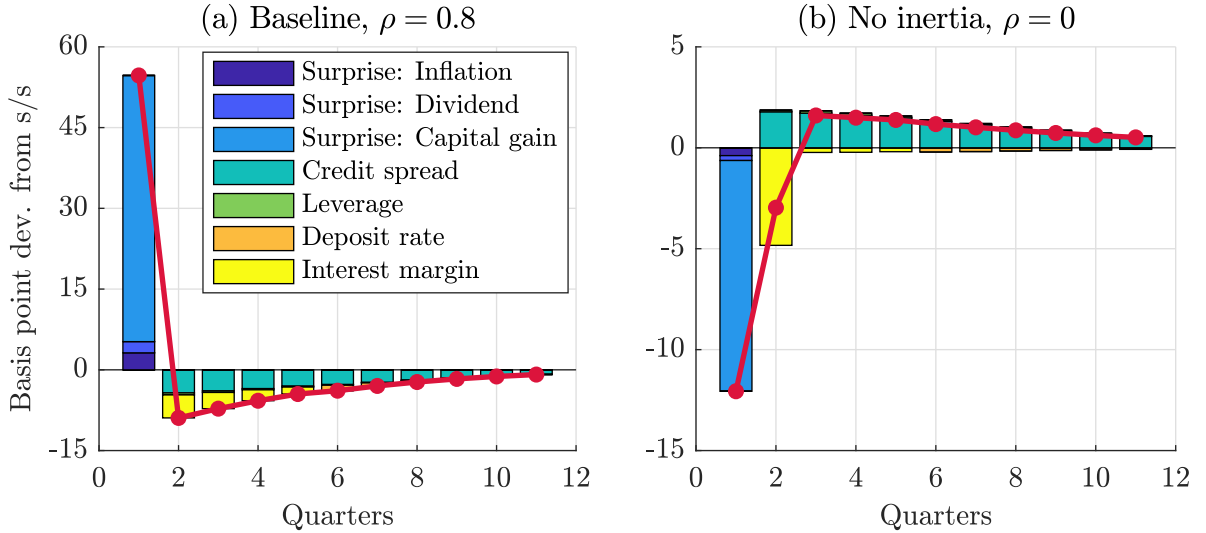 (a) Baseline, ρ = 0.8
Basis point dev. from s/s
60
45
30
15
0
-15
Surprise: Inflation
Surprise: Dividend
Surprise: Capital gain
Credit spread
Leverage
Deposit rate
Interest margin
0 2 4 6 8 10 12
Quarters
(b) No inertia, ρ = 0
5
0
-5
-10
-15
0 2 4 6 8 10 12
Quarters